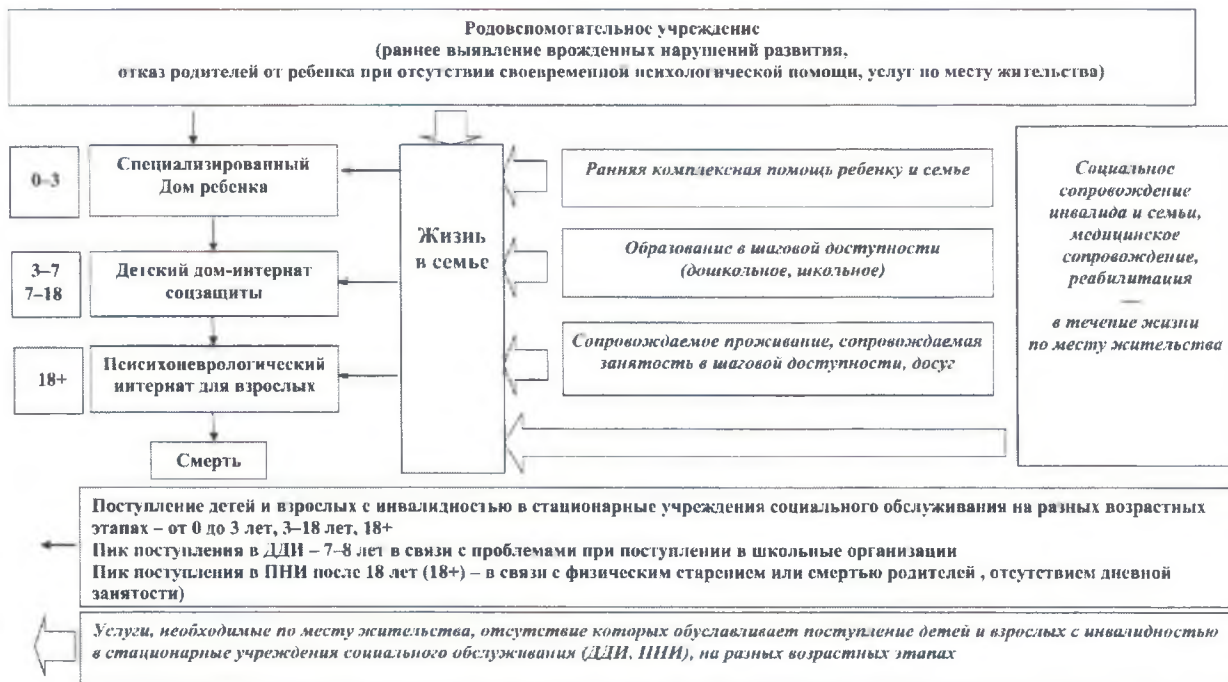 Родовспомогательное учреждение
(раннее выявление врожденных нарушений развития,
отказ родителей от ребенка при отсутствии своевременной психологической помощи, услуг по месту жительства)
0–3
Специализированный
Дом ребенка
3–7
7–18
Детский дом-интернат
соцзащиты
18+
Псисихоневрологический
интернат для взрослых
Смерть
Жизнь
в семье
Ранняя комплексная помощь ребенку и семье
Образование в шаговой доступности
(дошкольное, школьное)
Сопровождаемое проживание, сопровождаемая
занятость в шаговой доступности, досуг
Социальное
сопровождение
инвалида и семьи,
медицинское
сопровождение,
реабилитация
—
в течение жизни
по месту жительства
Поступление детей и взрослых с инвалидностью в стационарные учреждения социального обслуживания на разных возрастных
этапах – от 0 до 3 лет, 3–18 лет, 18+
Пик поступления в ДДИ – 7–8 лет в связи с проблемами при поступлении в школьные организации
Пик поступления в ПНИ после 18 лет (18+) – в связи с физическим старением или смертью родителей , отсутствием дневной
занятости)
Услуги, необходимые по месту жительства, отсутствие которых обуславливает поступление детей и взрослых с инвалидностью
в стационарные учреждения социального обслуживания (ДДИ, ПНИ), на разных возрастных этапах